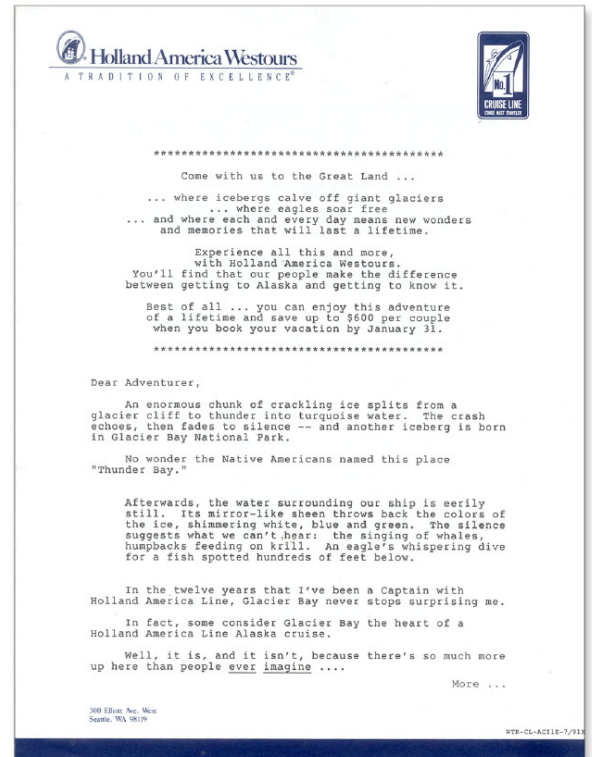 Holland America Westours
A TRADITION OF EXCELLENCE®
No.1
CRUISE LINE
CONDE NAST TRAVELER
******************************************
Come with us to the Great Land ...
... where icebergs calve off giant glaciers
... where eagles soar free
... and where each and every day means new wonders
and memories that will last a lifetime.
Experience all this and more,
with Holland America Westours.
You'll find that our people make the difference
between getting to Alaska and getting to know it.
Best of all ... you can enjoy this adventure
of a lifetime and save up to $600 per couple
when you book your vacation by January 31.
******************************************
Dear Adventurer,
An enormous chunk of crackling ice splits from a
glacier cliff to thunder into turquoise water. The crash
echoes, then fades to silence -- and another iceberg is born
in Glacier Bay National Park.
No wonder the Native Americans named this place
"Thunder Bay."
Afterwards, the water surrounding our ship is eerily
still. Its mirror-like sheen throws back the colors of
the ice, shimmering white, blue and green. The silence
suggests what we can't hear: the singing of whales,
humpbacks feeding on krill. An eagle's whispering dive
for a fish spotted hundreds of feet below.
In the twelve years that I've been a Captain with
Holland America Line, Glacier Bay never stops surprising me.
In fact, some consider Glacier Bay the heart of a
Holland America Line Alaska cruise.
Well, it is, and it isn't, because there's so much more
up here than people ever imagine ....
More ...
300 Elliott Ave. West
Seattle, WA 98119
WTR-CL-ACI1E-7/91X